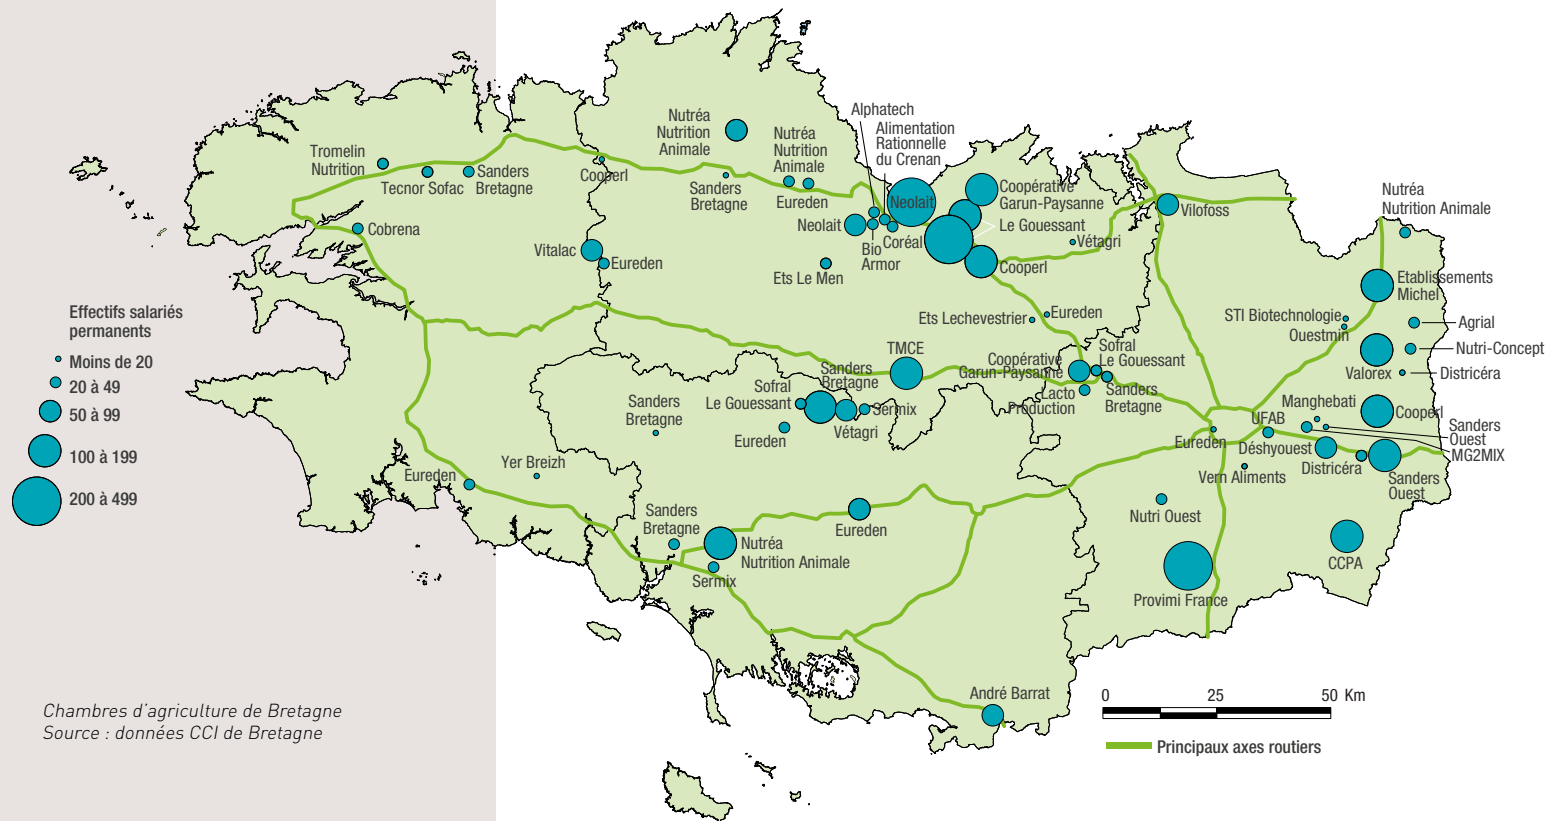 Alphatech
Alimentation
Rationnelle
du Crenan
Nutréa
Nutrition
Animale
Nutréa
Nutrition
Animale
Tromelin
Nutrition
Tecnor Sofac
Sanders
Bretagne
Cooperl
Sanders
Bretagne
Eureden
Neolait
Neolait
Bio
Armor
Coréal
Coopérative
Garun-Paysanne
Le Gouessant
Vétagri
Cooperl
Vilofoss
Nutréa
Nutrition Animale
Cobrena
Vitalac
Eureden
Ets Le Men
Etablissements
Michel
Ets Lechevestrier
Eureden
STI Biotechnologie
Ouestmin
Agrial
Nutri-Concept
Valorex
Districéra
TMCE
Coopérative
Garun-Paysanne
Sofral
Le Gouessant
Lacto
Production
Sanders
Bretagne
Sanders
Bretagne
Sofral
Le Gouessant
Sermix
Vétagri
Eureden
Sanders
Bretagne
Manghebati
Cooperl
UFAB
Eureden
Déshyouest
Sanders
Ouest
MG2MIX
Districéra
Vern Aliments
Sanders
Ouest
Eureden
Yer Breizh
Nutri Ouest
Sanders
Bretagne
Eureden
Nutréa
Nutrition Animale
Sermix
CCPA
Provimi France
André Barrat
Effectifs salariés
permanents
Moins de 20
20 à 49
50 à 99
100 à 199
200 à 499
0 25 50 Km
Principaux axes routiers
Chambres d'agriculture de Bretagne
Source : données CCI de Bretagne